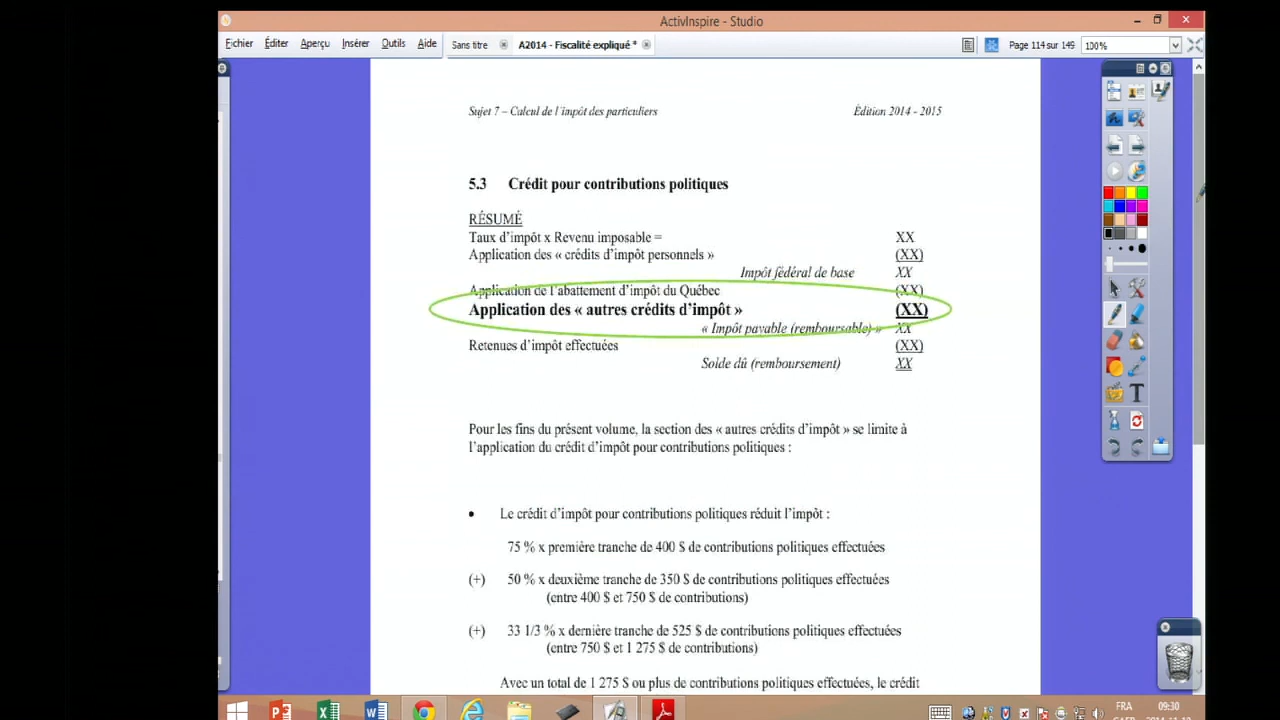 ActivInspire - Studio
Fichier Éditer Aperçu Insérer Outils Aide
Sans titre
A2014 - Fiscalité expliqué *
Page 114 sur 149
100%
Sujet 7 – Calcul de l'impôt des particuliers Édition 2014 - 2015
5.3 Crédit pour contributions politiques
RÉSUMÉ
Taux d'impôt x Revenu imposable = XX
Application des « crédits d'impôt personnels » (XX)
Impôt fédéral de base XX
Application de l'abattement d'impôt du Québec (XX)
Application des « autres crédits d'impôt » (XX)
« Impôt payable (remboursable) » XX
Retenues d'impôt effectuées (XX)
Solde dû (remboursement) XX
Pour les fins du présent volume, la section des « autres crédits d'impôt » se limite à
l'application du crédit d'impôt pour contributions politiques :
• Le crédit d'impôt pour contributions politiques réduit l'impôt :
75 % x première tranche de 400 $ de contributions politiques effectuées
(+) 50 % x deuxième tranche de 350 $ de contributions politiques effectuées
(entre 400 $ et 750 $ de contributions)
(+) 33 1/3 % x dernière tranche de 525 $ de contributions politiques effectuées
(entre 750 $ et 1 275 $ de contributions)
Avec un total de 1 275 $ ou plus de contributions politiques effectuées, le crédit
FRA
09:30